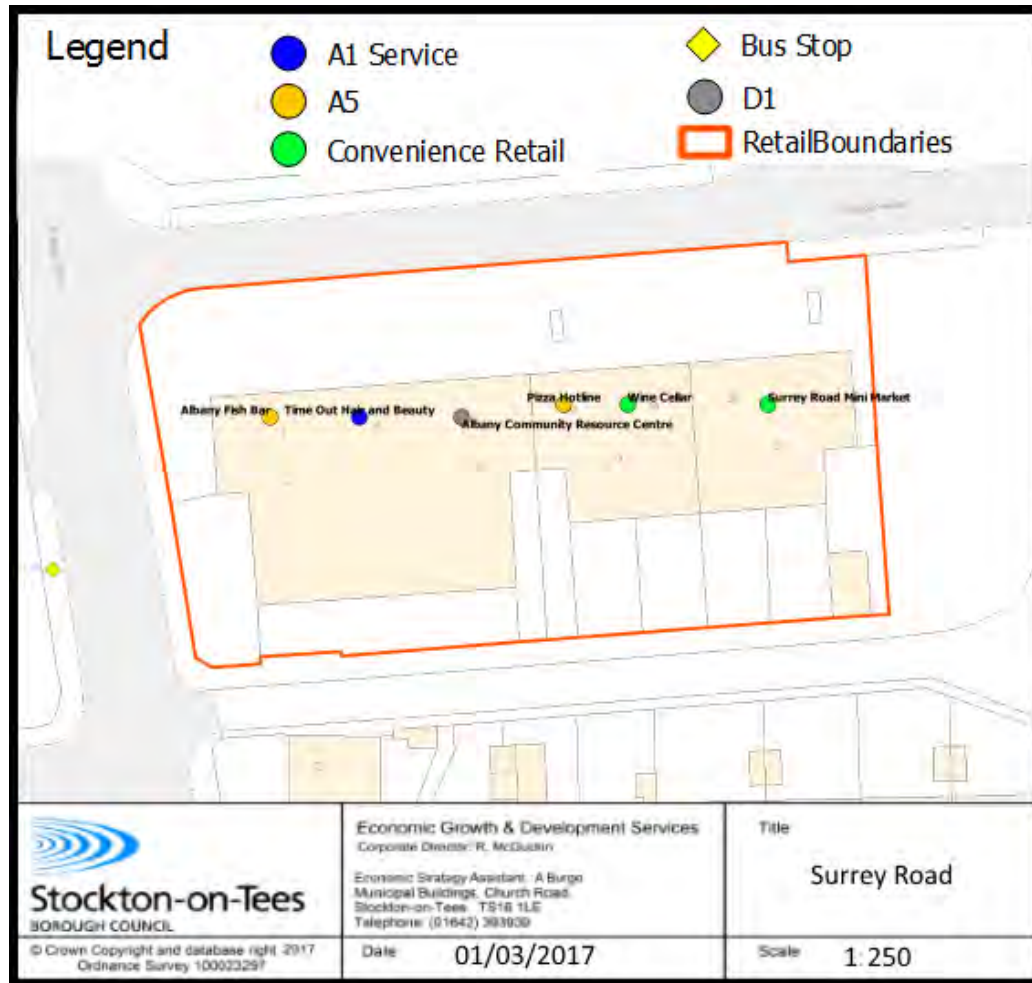 Legend
A1 Service
A5
Convenience Retail
Bus Stop
D1
RetailBoundaries
Albany Fish Bar
Time Out Hair and Beauty
Albany Community Resource Centre
Pizza Hotline
Wine Cellar
Surrey Road Mini Market
Stockton-on-Tees
BOROUGH COUNCIL
© Crown Copyright and database right 2017
Ordnance Survey 100023297
Economic Growth & Development Services
Corporate Director: R. McGuckin
Economic Strategy Assistant: A Burgo
Municipal Buildings, Church Road,
Stockton-on-Tees TS18 1LE
Telephone: (01642) 393939
Date 01/03/2017
Title
Surrey Road
Scale 1:250